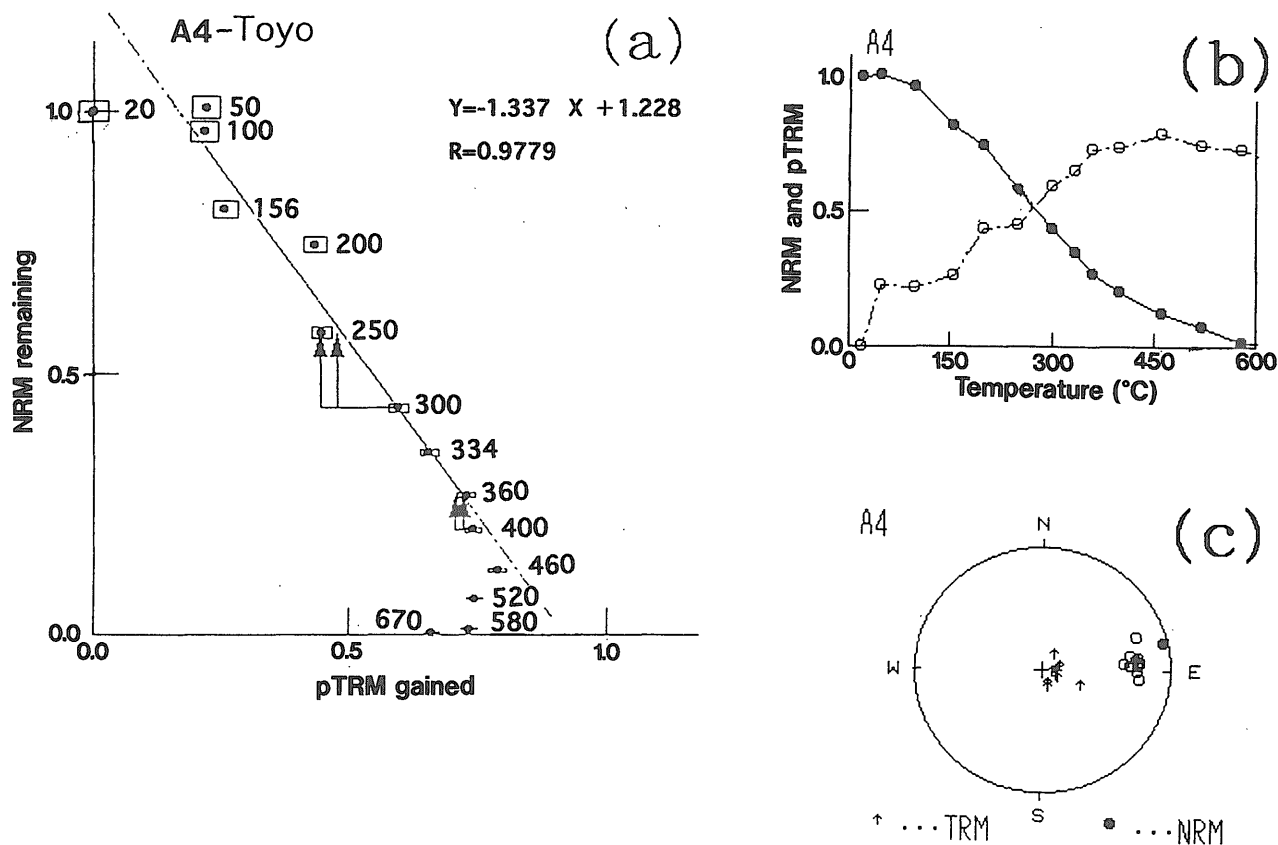 A4-Toyo
(a)
Y=-1.337 X +1.228
R=0.9779
NRM remaining
1.0
0.5
0.0
20
50
100
156
200
250
300
334
360
400
460
520
580
670
0.0
0.5
1.0
pTRM gained
A4
(b)
NRM and pTRM
1.0
0.5
0.0
0
150
300
450
600
Temperature (°C)
A4
(c)
N
W
E
S
↑ ...TRM
● ...NRM